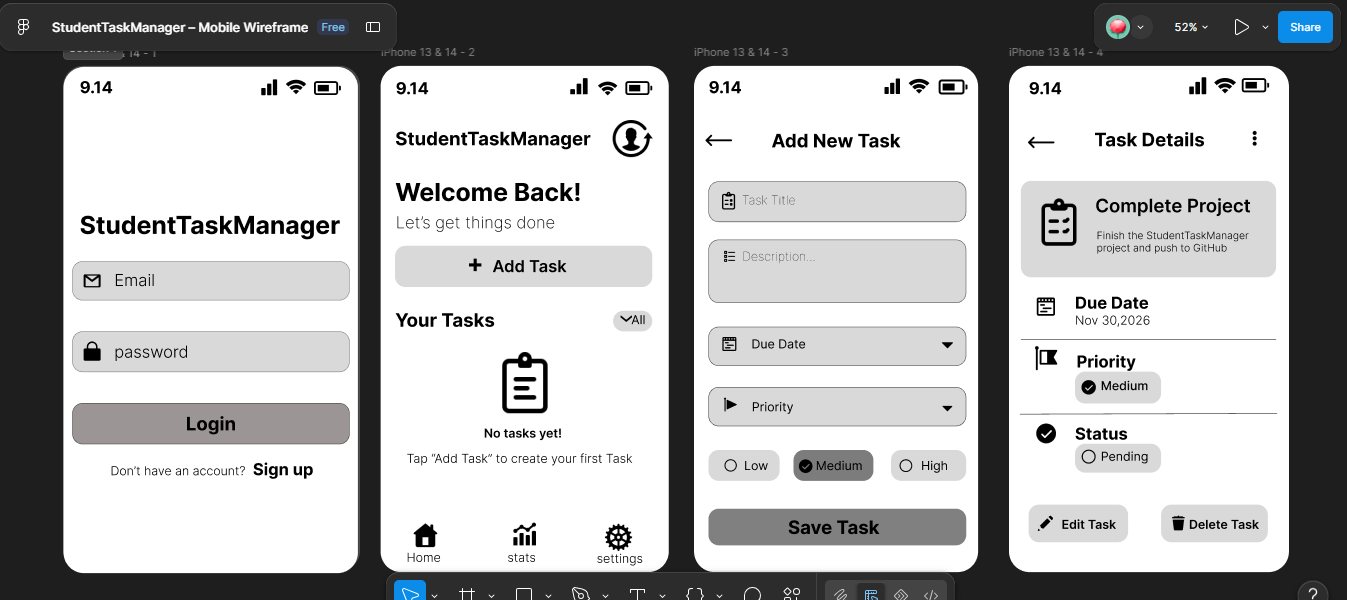 StudentTaskManager – Mobile Wireframe Free
52%
Share
14 - 1
iPhone 13 & 14 - 2
iPhone 13 & 14 - 3
iPhone 13 & 14 - 4
9.14
StudentTaskManager
Email
password
Login
Don't have an account? Sign up
9.14
StudentTaskManager
Welcome Back!
Let's get things done
+ Add Task
Your Tasks
All
No tasks yet!
Tap "Add Task" to create your first Task
Home
stats
settings
9.14
Add New Task
Task Title
Description...
Due Date
Priority
Low
Medium
High
Save Task
9.14
Task Details
Complete Project
Finish the StudentTaskManager
project and push to GitHub
Due Date
Nov 30,2026
Priority
Medium
Status
Pending
Edit Task
Delete Task
?